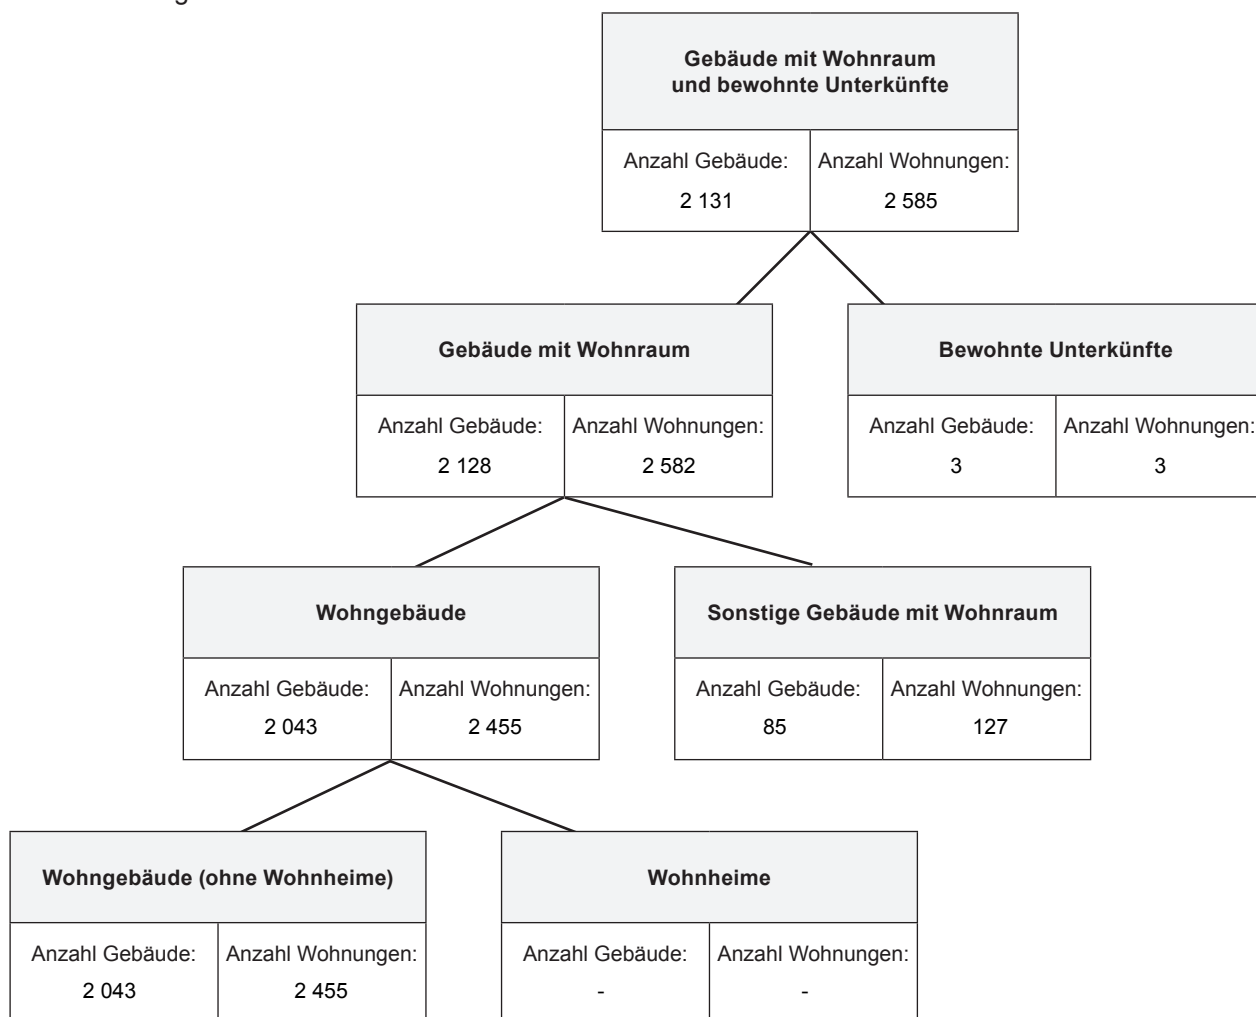 Gebäude mit Wohnraum
und bewohnte Unterkünfte
Anzahl Gebäude: Anzahl Wohnungen:
2 131 2 585
Gebäude mit Wohnraum Bewohnte Unterkünfte
Anzahl Gebäude: Anzahl Wohnungen: Anzahl Gebäude: Anzahl Wohnungen:
2 128 2 582 3 3
Wohngebäude Sonstige Gebäude mit Wohnraum
Anzahl Gebäude: Anzahl Wohnungen: Anzahl Gebäude: Anzahl Wohnungen:
2 043 2 455 85 127
Wohngebäude (ohne Wohnheime) Wohnheime
Anzahl Gebäude: Anzahl Wohnungen: Anzahl Gebäude: Anzahl Wohnungen:
2 043 2 455 - -